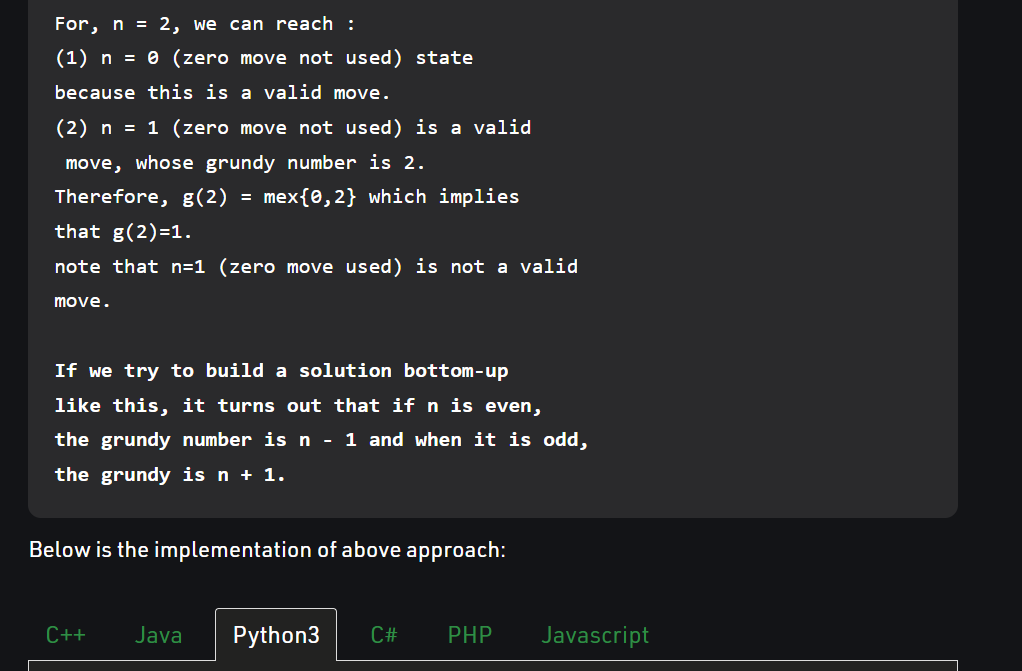 For, n = 2, we can reach :
(1) n = 0 (zero move not used) state
because this is a valid move.
(2) n = 1 (zero move not used) is a valid
move, whose grundy number is 2.
Therefore, g(2) = mex{0,2} which implies
that g(2)=1.
note that n=1 (zero move used) is not a valid
move.
If we try to build a solution bottom-up
like this, it turns out that if n is even,
the grundy number is n - 1 and when it is odd,
the grundy is n + 1.
Below is the implementation of above approach:
C++ Java Python3 C# PHP Javascript